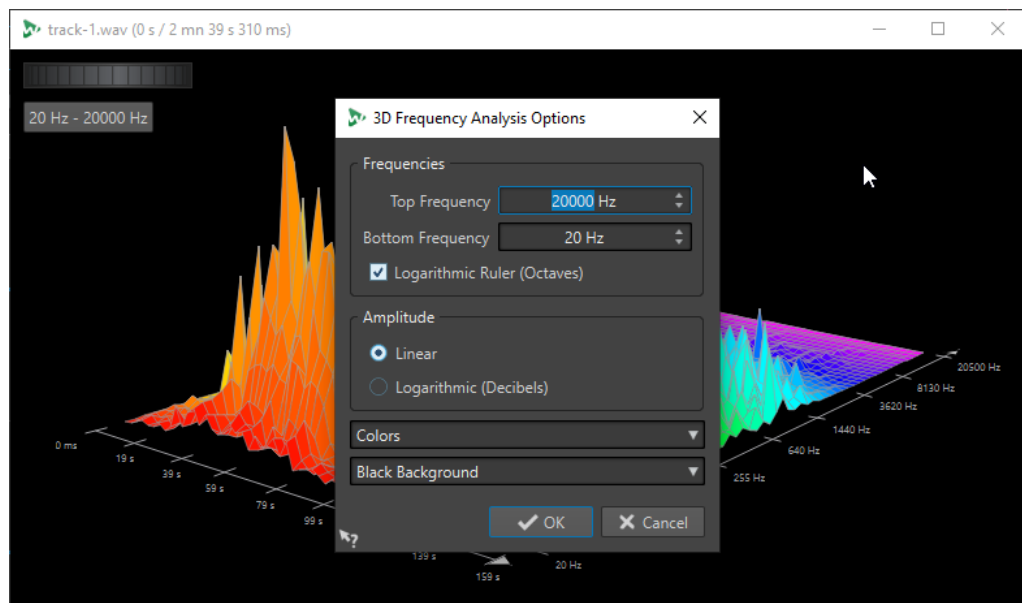 track-1.wav (0 s / 2 mn 39 s 310 ms)
20 Hz - 20000 Hz
3D Frequency Analysis Options
Frequencies
Top Frequency 20000 Hz
Bottom Frequency 20 Hz
Logarithmic Ruler (Octaves)
Amplitude
Linear
Logarithmic (Decibels)
Colors
Black Background
OK Cancel
?
0 ms
19 s
39 s
59 s
79 s
99 s
139 s
159 s
20 Hz
255 Hz
640 Hz
1440 Hz
3620 Hz
8130 Hz
20500 Hz